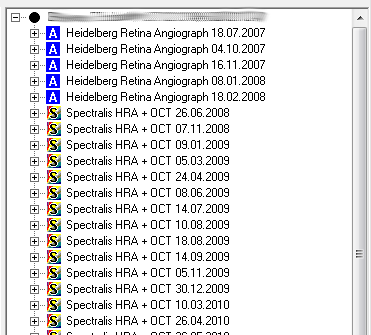 A Heidelberg Retina Angiograph 18.07.2007
A Heidelberg Retina Angiograph 04.10.2007
A Heidelberg Retina Angiograph 16.11.2007
A Heidelberg Retina Angiograph 08.01.2008
A Heidelberg Retina Angiograph 18.02.2008
S Spectralis HRA + OCT 26.06.2008
S Spectralis HRA + OCT 07.11.2008
S Spectralis HRA + OCT 09.01.2009
S Spectralis HRA + OCT 05.03.2009
S Spectralis HRA + OCT 24.04.2009
S Spectralis HRA + OCT 08.06.2009
S Spectralis HRA + OCT 14.07.2009
S Spectralis HRA + OCT 10.08.2009
S Spectralis HRA + OCT 18.08.2009
S Spectralis HRA + OCT 14.09.2009
S Spectralis HRA + OCT 05.11.2009
S Spectralis HRA + OCT 30.12.2009
S Spectralis HRA + OCT 10.03.2010
S Spectralis HRA + OCT 26.04.2010